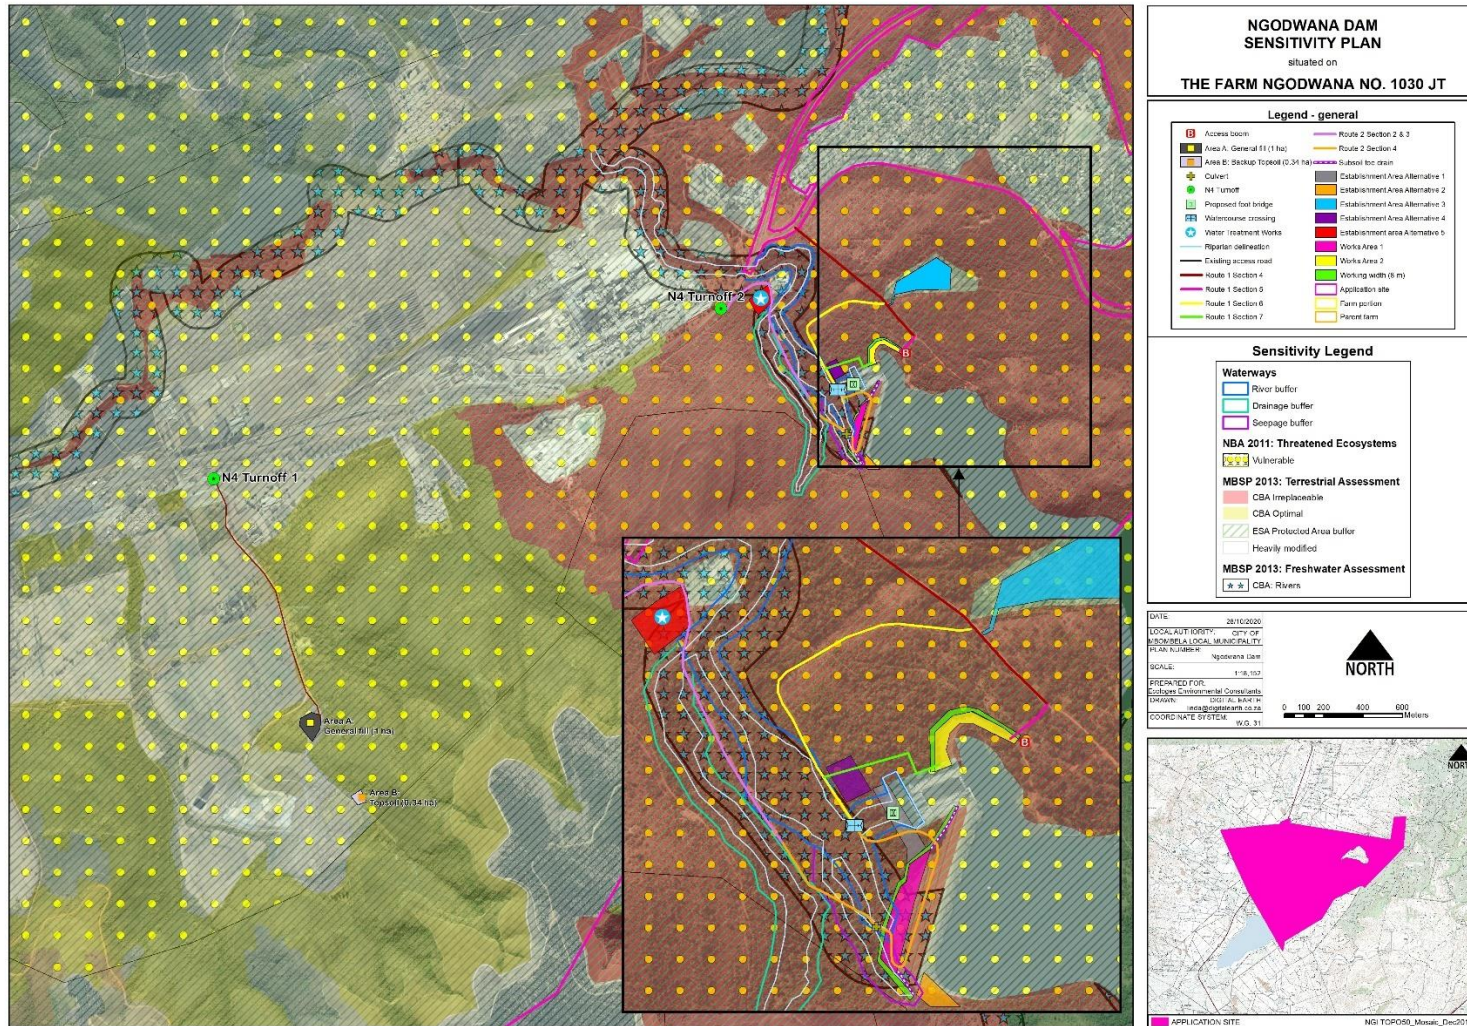 N4 Turnoff 2
N4 Turnoff 1
Area A:
General fill (1 ha)
Area B:
Topsoil (0.34 ha)
B
B
NGODWANA DAM
SENSITIVITY PLAN
situated on
THE FARM NGODWANA NO. 1030 JT
Legend - general
Access boom
Area A: General fill (1 ha)
Area B: Backup Topsoil (0.34 ha)
Culvert
N4 Turnoff
Proposed foot bridge
Watercourse crossing
Water Treatment Works
Riparian delineation
Existing access road
Route 1 Section 4
Route 1 Section 5
Route 1 Section 6
Route 1 Section 7
Route 2 Section 2 & 3
Route 2 Section 4
Subsoil toe drain
Establishment Area Alternative 1
Establishment Area Alternative 2
Establishment Area Alternative 3
Establishment Area Alternative 4
Establishment area Alternative 5
Works Area 1
Works Area 2
Working width (8 m)
Application site
Farm portion
Parent farm
Sensitivity Legend
Waterways
River buffer
Drainage buffer
Seepage buffer
NBA 2011: Threatened Ecosystems
Vulnerable
MBSP 2013: Terrestrial Assessment
CBA Irreplaceable
CBA Optimal
ESA Protected Area buffer
Heavily modified
MBSP 2013: Freshwater Assessment
CBA: Rivers
DATE: 28/10/2020
LOCAL AUTHORITY: CITY OF
MBOMBELA LOCAL MUNICIPALITY
PLAN NUMBER:
Ngodwana Dam
SCALE:
PREPARED FOR:
Ecologes Environmental Consultants
DRAWN: DIGITAL EARTH
COORDINATE SYSTEM:
W.G. 31
NORTH
0 100 200 400 600
Meters
NORTH
APPLICATION SITE